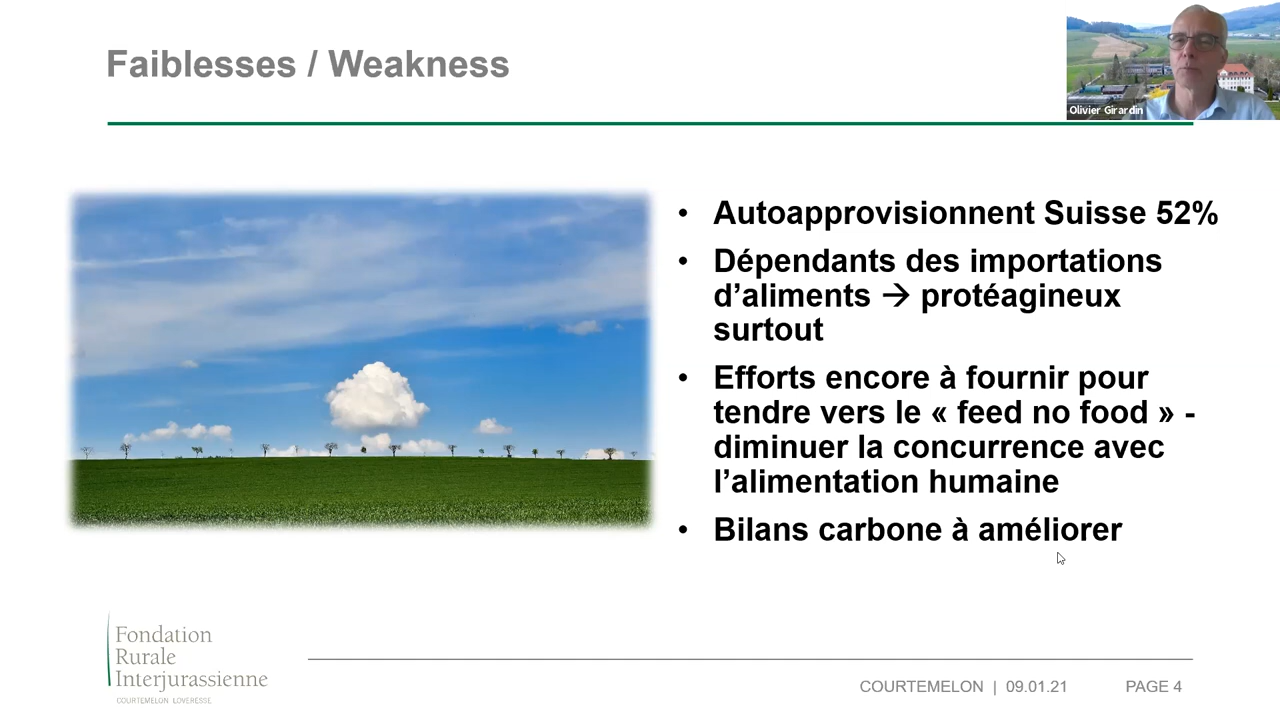 Faiblesses / Weakness
Olivier Girardin
• Autoapprovisionnent Suisse 52%
• Dépendants des importations
d’aliments → protéagineux
surtout
• Efforts encore à fournir pour
tendre vers le « feed no food » -
diminuer la concurrence avec
l’alimentation humaine
• Bilans carbone à améliorer
Fondation
Rurale
Interjurassienne
COURTEMELON LOVERESSE
COURTEMELON | 09.01.21
PAGE 4